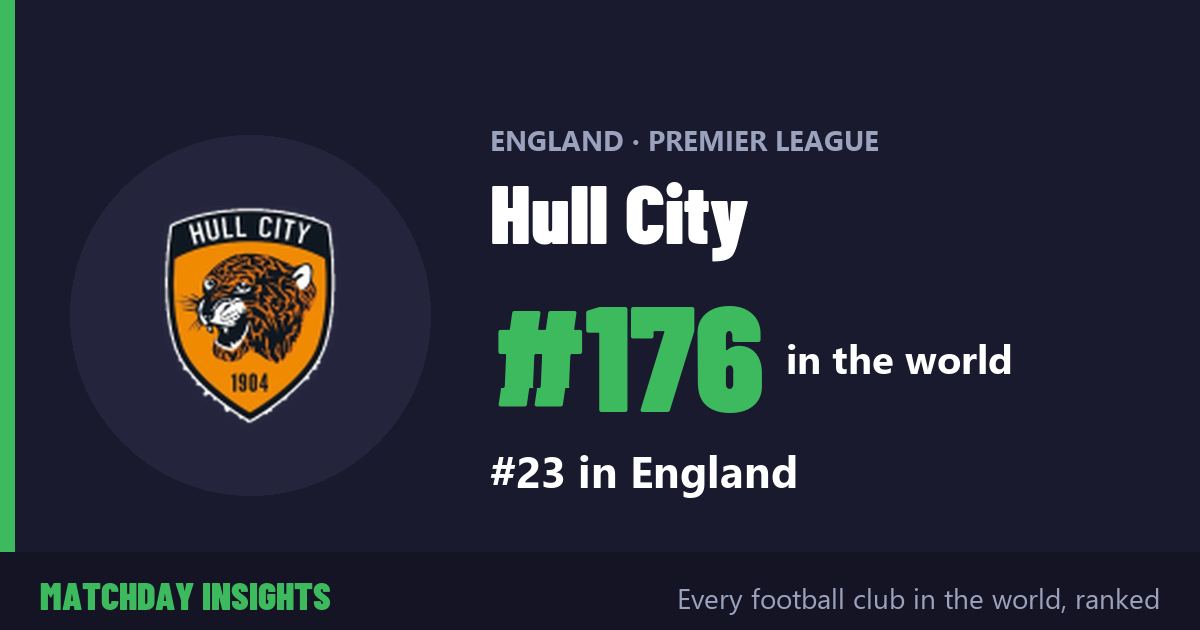 HULL CITY
1904
ENGLAND · PREMIER LEAGUE
Hull City
#176 in the world
#23 in England
MATCHDAY INSIGHTS
Every football club in the world, ranked